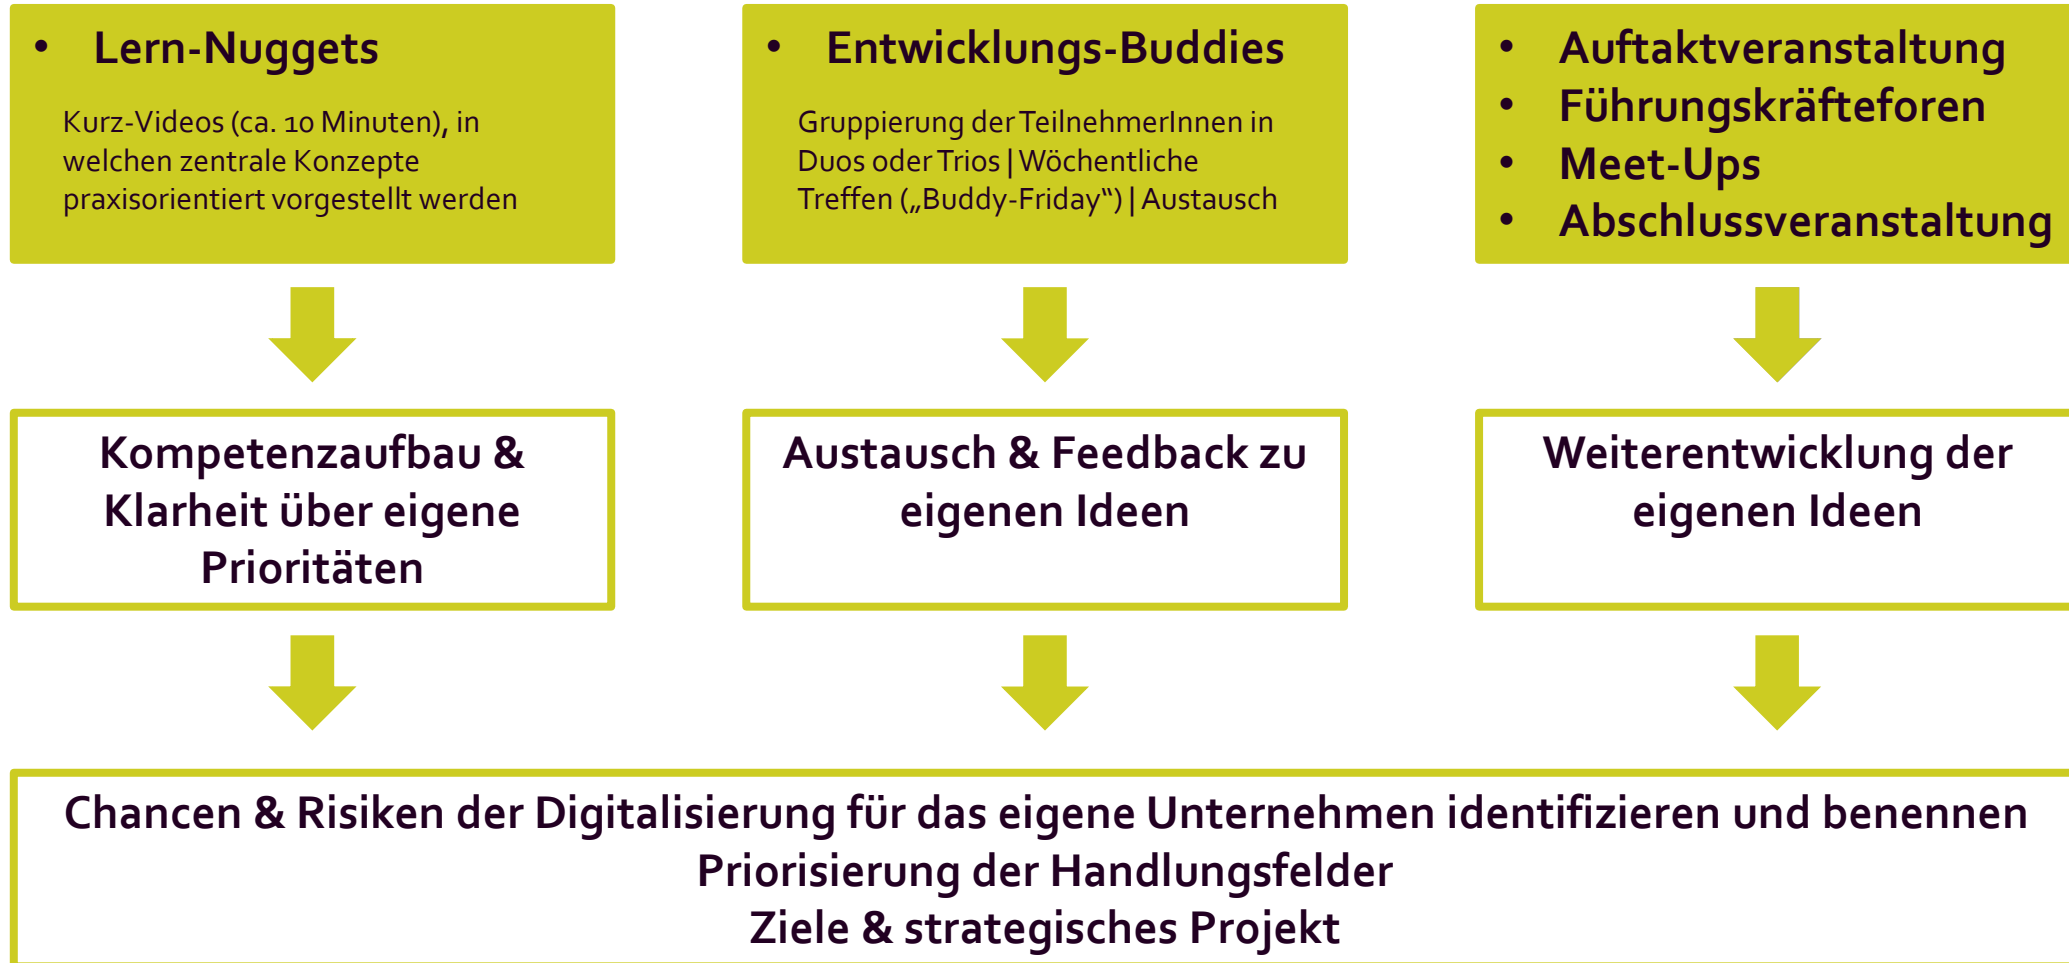 • Lern-Nuggets
Kurz-Videos (ca. 10 Minuten), in
welchen zentrale Konzepte
praxisorientiert vorgestellt werden
• Entwicklungs-Buddies
Gruppierung der TeilnehmerInnen in
Duos oder Trios | Wöchentliche
Treffen („Buddy-Friday“) | Austausch
• Auftaktveranstaltung
• Führungskräfteforen
• Meet-Ups
• Abschlussveranstaltung
Kompetenzaufbau &
Klarheit über eigene
Prioritäten
Austausch & Feedback zu
eigenen Ideen
Weiterentwicklung der
eigenen Ideen
Chancen & Risiken der Digitalisierung für das eigene Unternehmen identifizieren und benennen
Priorisierung der Handlungsfelder
Ziele & strategisches Projekt